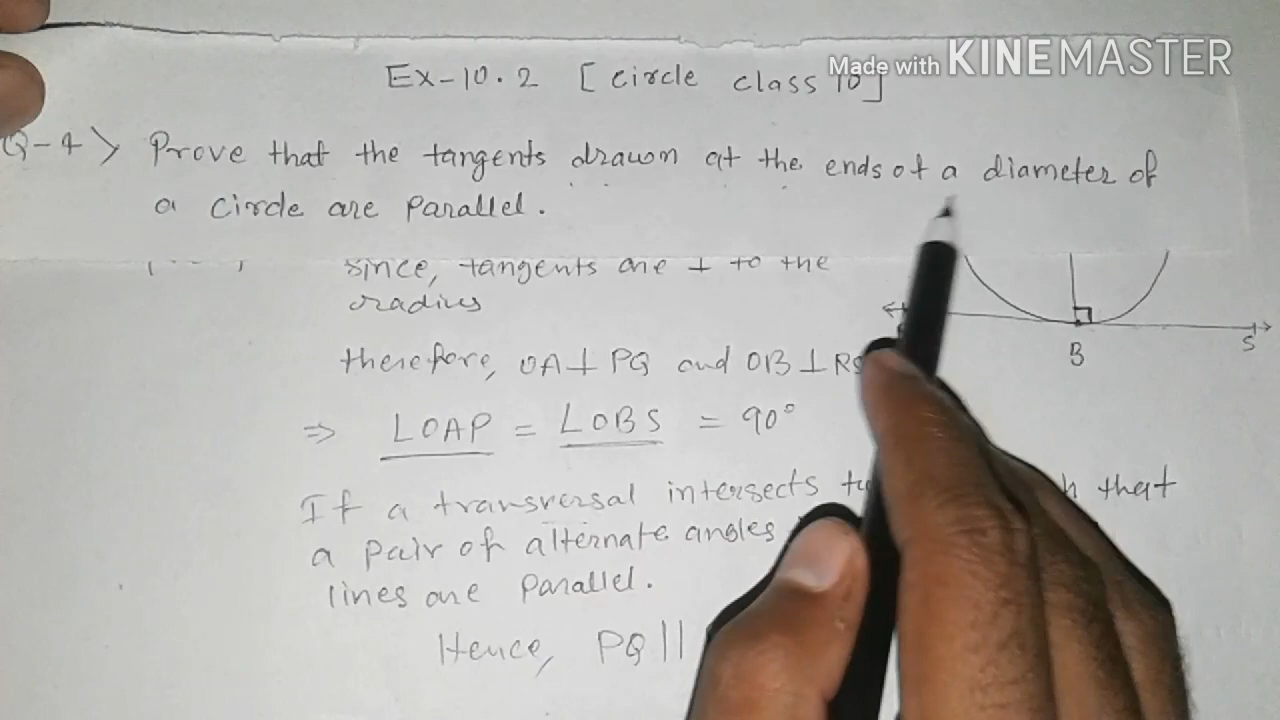 Made with KINEMASTER
Ex-10.2 [circle class 10]
Q-4> Prove that the tangents drawn at the ends of a diameter of
a circle are Parallel.
since, tangents are ⊥ to the
radius
therefore, OA⊥PQ and OB⊥RS
⇒ ∠OAP = ∠OBS = 90°
If a transversal intersects that
a pair of alternate angles
lines are parallel.
Hence, PQ||
B
S